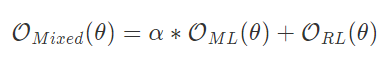 𝒪_{Mixed}(θ) = α ∗ 𝒪_{ML}(θ) + 𝒪_{RL}(θ)